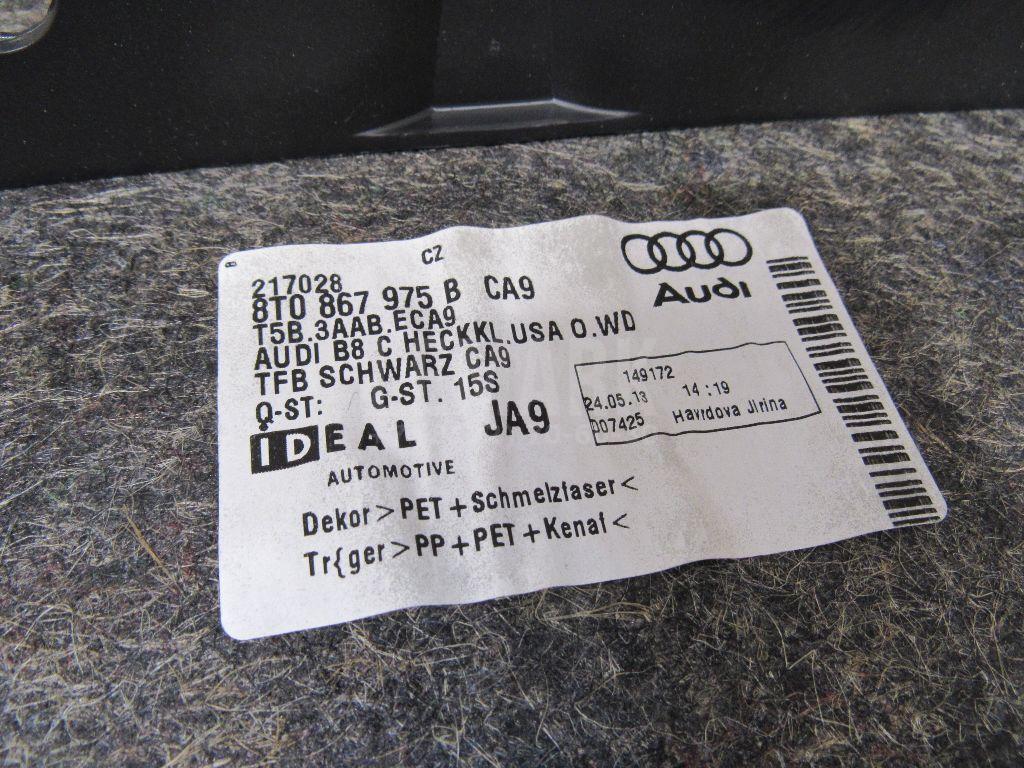 CZ
217028
8T0 867 975 B CA9
T5B.3AAB.ECA9
AUDI B8 C HECKKL.USA O.WD
TFB SCHWARZ CA9
Q-ST: G-ST. 15S
IDEAL
AUTOMOTIVE
JA9
Audi
149172
24.05.13 14:19
007425 Havrdova Jirina
Dekor>PET+Schmelzfaser<
Tr{ger>PP+PET+Kenaf<